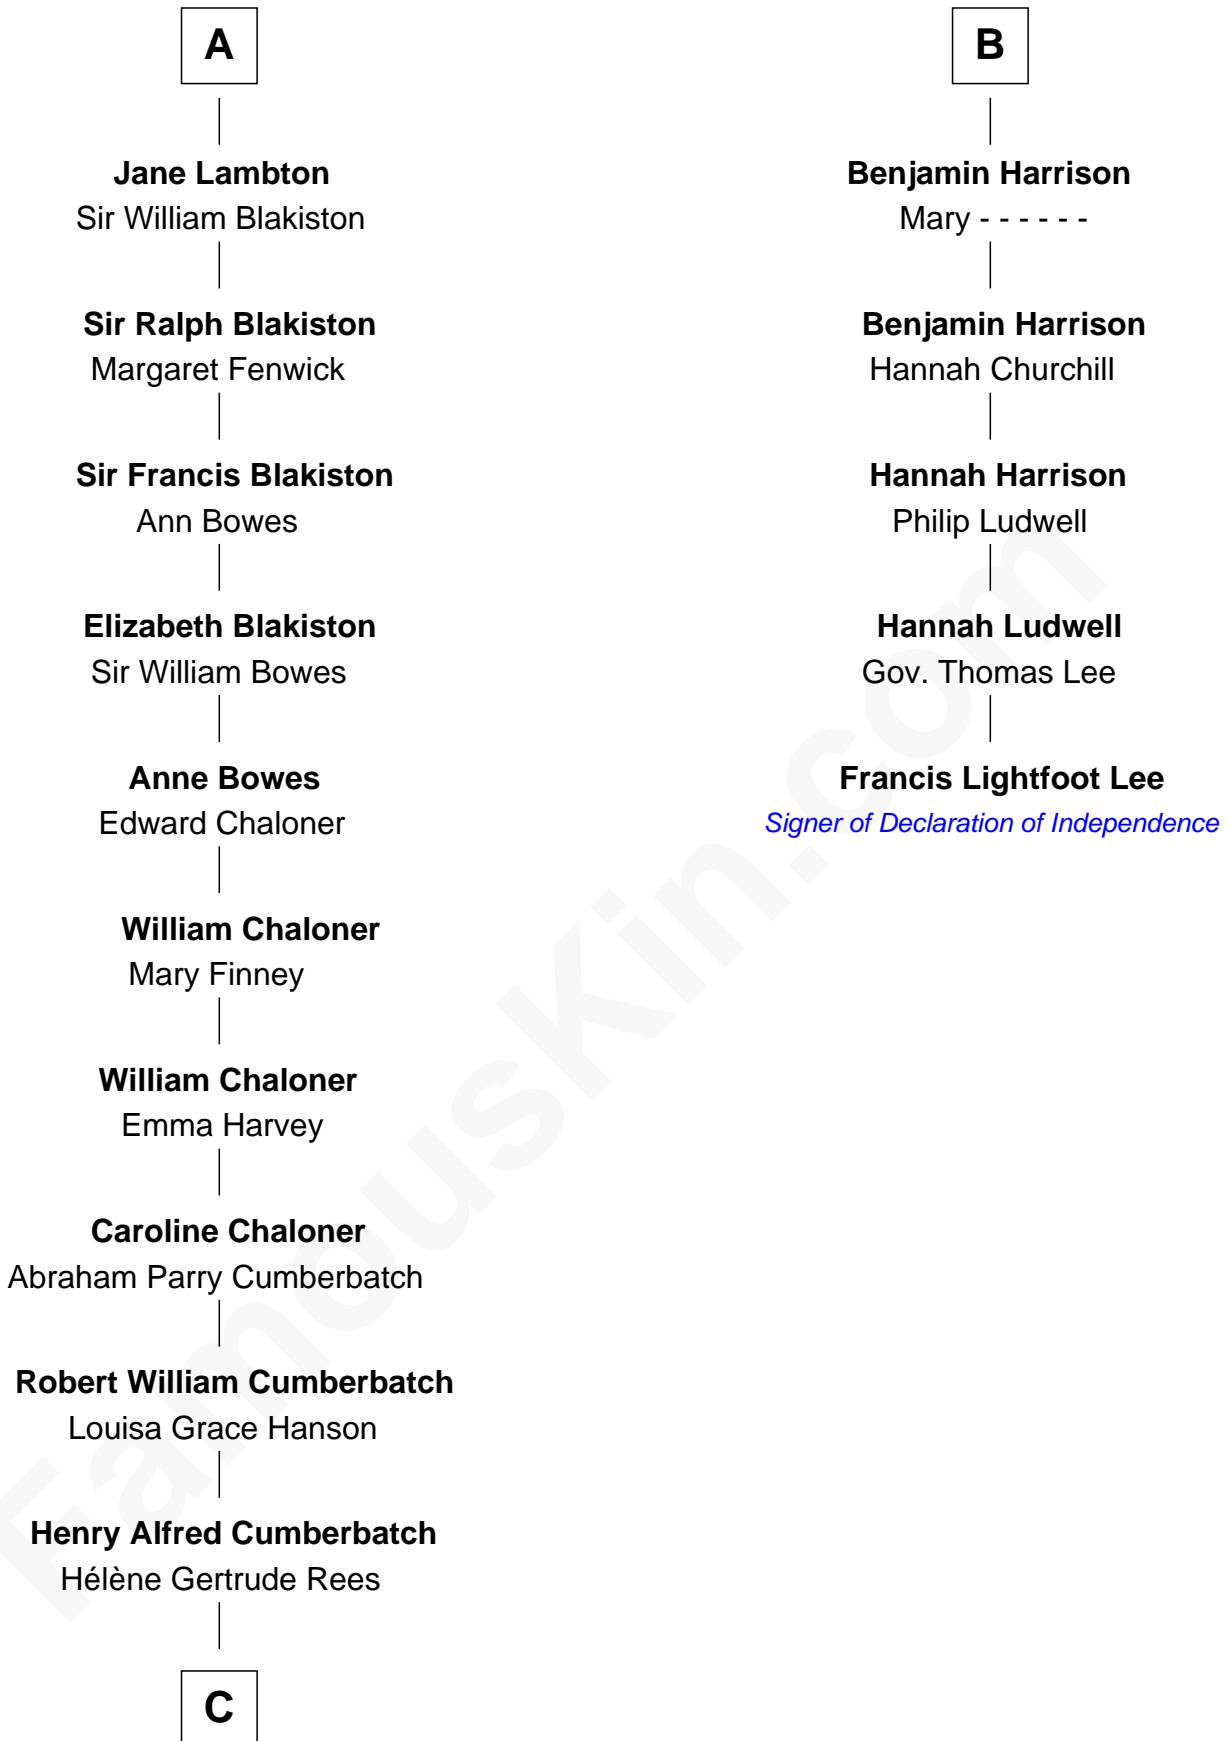 A
Jane Lambton
Sir William Blakiston
Sir Ralph Blakiston
Margaret Fenwick
Sir Francis Blakiston
Ann Bowes
Elizabeth Blakiston
Sir William Bowes
Anne Bowes
Edward Chaloner
William Chaloner
Mary Finney
William Chaloner
Emma Harvey
Caroline Chaloner
Abraham Parry Cumberbatch
Robert William Cumberbatch
Louisa Grace Hanson
Henry Alfred Cumberbatch
Hélène Gertrude Rees
C
B
Benjamin Harrison
Mary - - - - - -
Benjamin Harrison
Hannah Churchill
Hannah Harrison
Philip Ludwell
Hannah Ludwell
Gov. Thomas Lee
Francis Lightfoot Lee
Signer of Declaration of Independence
FamousKin.com